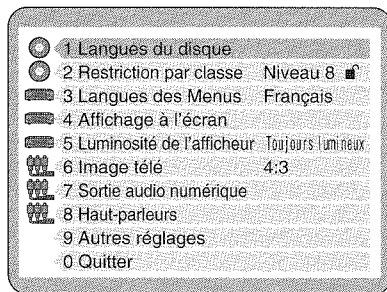 1 Langues du disque
2 Restriction par classe Niveau 8
3 Langues des Menus Français
4 Affichage à l'écran
5 Luminosité de l'afficheur Toujours lumineux
6 Image télé 4:3
7 Sortie audio numérique
8 Haut-parleurs
9 Autres réglages
0 Quitter